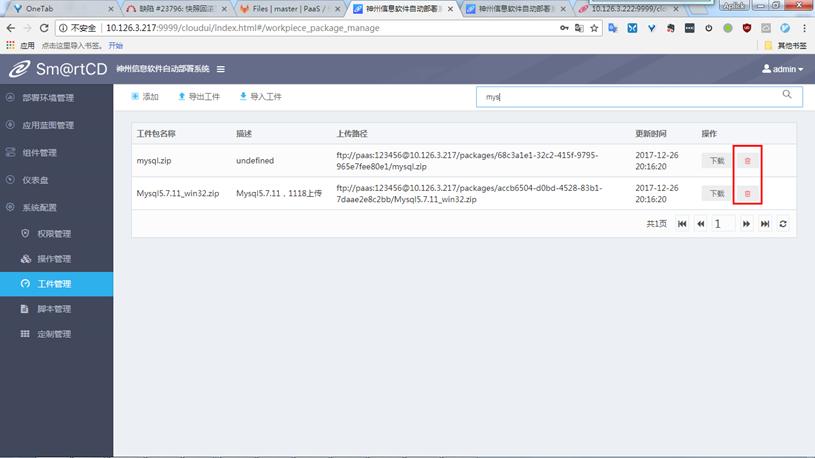 OneTab
缺陷 #23796: 快照回滚
Files | master | PaaS /
神州信息软件自动部署系
神州信息软件自动部署系
10.126.3.222:9999/clo
Aplick
不安全 | 10.126.3.217:9999/cloudui/index.html#/workpiece_package_manage
应用 点击这里导入书签。 开始
其他书签
Sm@rtCD 神州信息软件自动部署系统
admin
部署环境管理
应用蓝图管理
组件管理
仪表盘
系统配置
权限管理
操作管理
工件管理
脚本管理
定制管理
添加 导出工件 导入工件
mys
工件包名称 描述 上传路径 更新时间 操作
mysql.zip undefined ftp://paas:123456@10.126.3.217/packages/68c3a1e1-32c2-415f-9795-965e7fee80e1/mysql.zip 2017-12-26 20:16:20 下载
Mysql5.7.11_win32.zip Mysql5.7.11，1118上传 ftp://paas:123456@10.126.3.217/packages/accb6504-d0bd-4528-83b1-7daae2e8c2bb/Mysql5.7.11_win32.zip 2017-12-26 20:16:20 下载
共1页 1